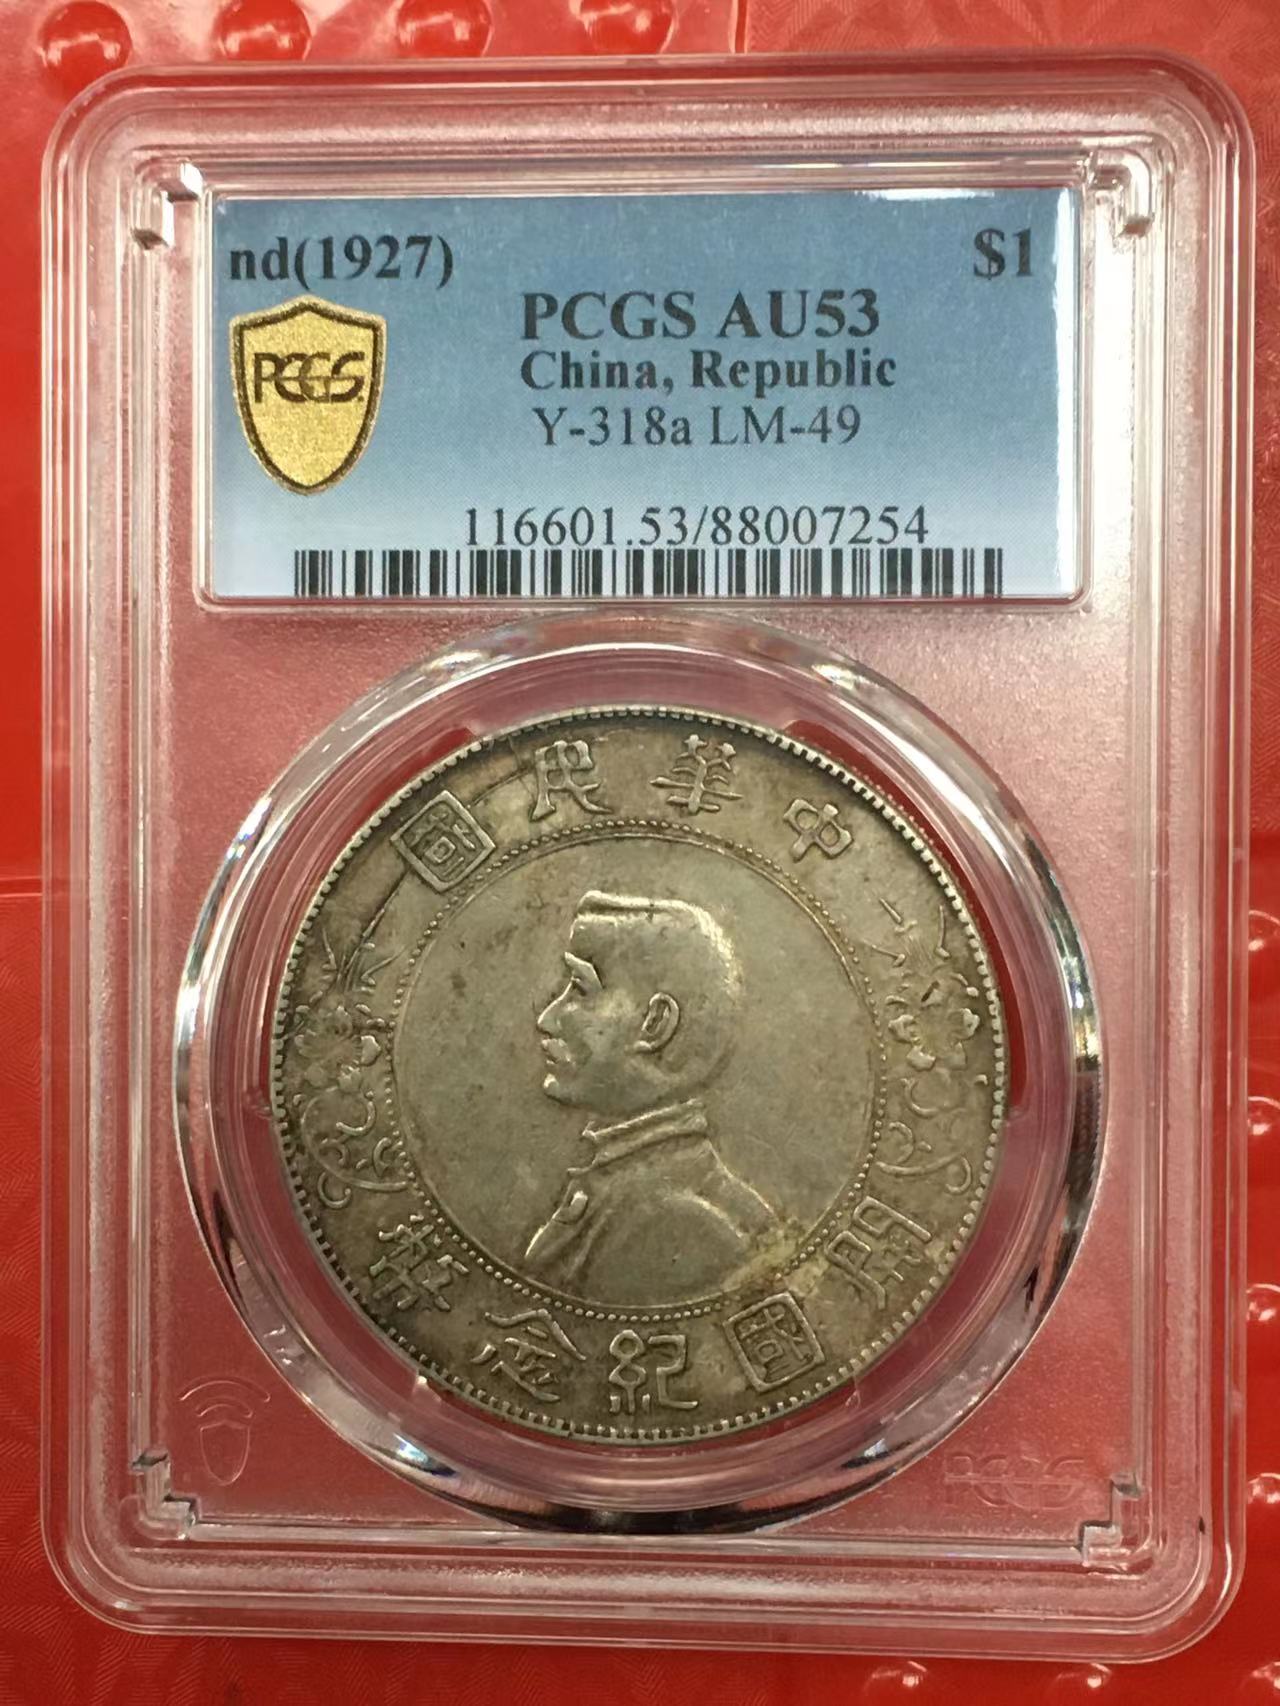 nd(1927) $1
PCGS AU53
PCGS
China, Republic
Y-318a LM-49
116601.53/88007254
中華民國
開國紀念幣
PCGS